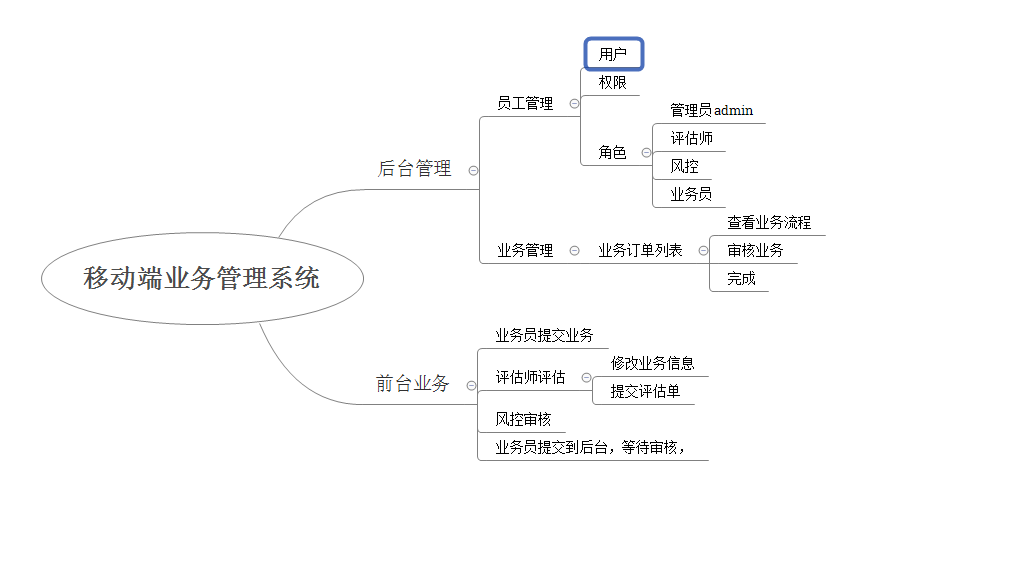 移动端业务管理系统
后台管理
员工管理
用户
权限
角色
管理员admin
评估师
风控
业务员
业务管理
业务订单列表
查看业务流程
审核业务
完成
前台业务
业务员提交业务
评估师评估
修改业务信息
提交评估单
风控审核
业务员提交到后台，等待审核，